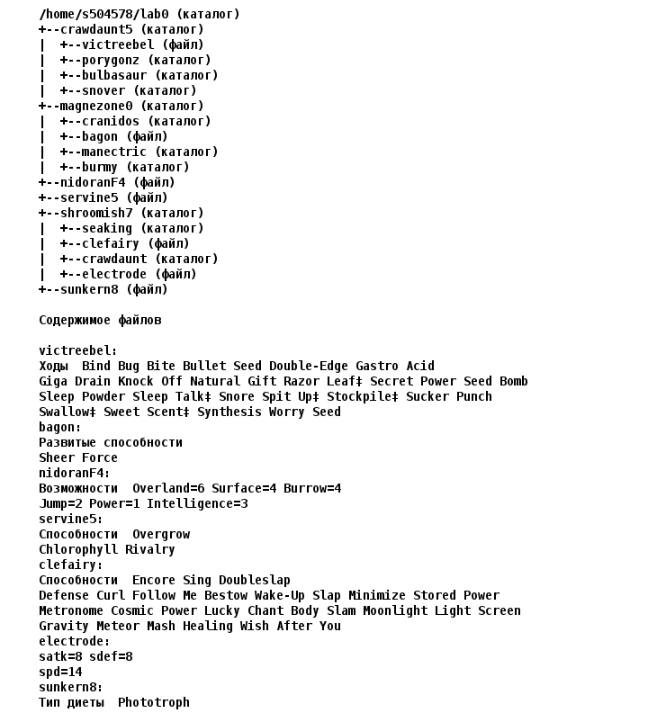 /home/s504578/lab0 (каталог)
+--crawdaunt5 (каталог)
|  +--victreebel (файл)
|  +--porygonz (каталог)
|  +--bulbasaur (каталог)
|  +--snover (каталог)
+--magnezone0 (каталог)
|  +--cranidos (каталог)
|  +--bagon (файл)
|  +--manectric (каталог)
|  +--burmy (каталог)
+--nidoranF4 (файл)
+--servine5 (файл)
+--shroomish7 (каталог)
|  +--seaking (каталог)
|  +--clefairy (файл)
|  +--crawdaunt (каталог)
|  +--electrode (файл)
+--sunkern8 (файл)
Содержимое файлов
victreebel:
Ходы  Bind Bug Bite Bullet Seed Double-Edge Gastro Acid
Giga Drain Knock Off Natural Gift Razor Leaf‡ Secret Power Seed Bomb
Sleep Powder Sleep Talk‡ Snore Spit Up‡ Stockpile‡ Sucker Punch
Swallow‡ Sweet Scent‡ Synthesis Worry Seed
bagon:
Развитые способности
Sheer Force
nidoranF4:
Возможности  Overland=6 Surface=4 Burrow=4
Jump=2 Power=1 Intelligence=3
servine5:
Способности  Overgrow
Chlorophyll Rivalry
clefairy:
Способности  Encore Sing Doubleslap
Defense Curl Follow Me Bestow Wake-Up Slap Minimize Stored Power
Metronome Cosmic Power Lucky Chant Body Slam Moonlight Light Screen
Gravity Meteor Mash Healing Wish After You
electrode:
satk=8 sdef=8
spd=14
sunkern8:
Тип диеты  Phototroph